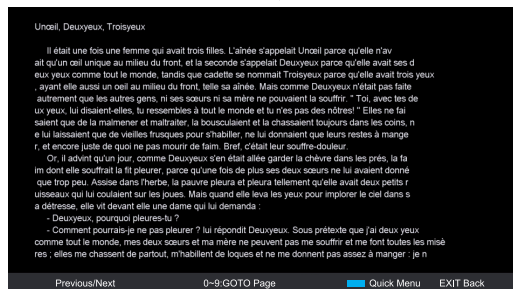 Unœil, Deuxyeux, Troisyeux
Il était une fois une femme qui avait trois filles. L'aînée s'appelait Unœil parce qu'elle n'av
ait qu'un œil unique au milieu du front, et la seconde s'appelait Deuxyeux parce qu'elle avait ses d
eux yeux comme tout le monde, tandis que cadette se nommait Troisyeux parce qu'elle avait trois yeux
, ayant elle aussi un oeil au milieu du front, telle sa aînée. Mais comme Deuxyeux n'était pas faite
autrement que les autres gens, ni ses sœurs ni sa mère ne pouvaient la souffrir. " Toi, avec tes de
ux yeux, lui disaient-elles, tu ressembles à tout le monde et tu n'es pas des nôtres! " Elles ne fai
saient que de la malmener et maltraiter, la bousculaient et la chassaient toujours dans les coins, n
e lui laissaient que de vieilles frusques pour s'habiller, ne lui donnaient que leurs restes à mange
r, et encore juste de quoi ne pas mourir de faim. Bref, c'était leur souffre-douleur.
Or, il advint qu'un jour, comme Deuxyeux s'en était allée garder la chèvre dans les prés, la fa
im dont elle souffrait la fit pleurer, parce qu'une fois de plus ses deux sœurs ne lui avaient donné
que trop peu. Assise dans l'herbe, la pauvre pleura et pleura tellement qu'elle avait deux petits r
uisseaux qui lui coulaient sur les joues. Mais quand elle leva les yeux pour implorer le ciel dans s
a détresse, elle vit devant elle une dame qui lui demanda :
- Deuxyeux, pourquoi pleures-tu ?
- Comment pourrais-je ne pas pleurer ? lui répondit Deuxyeux. Sous prétexte que j'ai deux yeux
comme tout le monde, mes deux sœurs et ma mère ne peuvent pas me souffrir et me font toutes les misè
res ; elles me chassent de partout, m'habillent de loques et ne me donnent pas assez à manger : je n
Previous/Next 0~9:GOTO Page Quick Menu EXIT Back